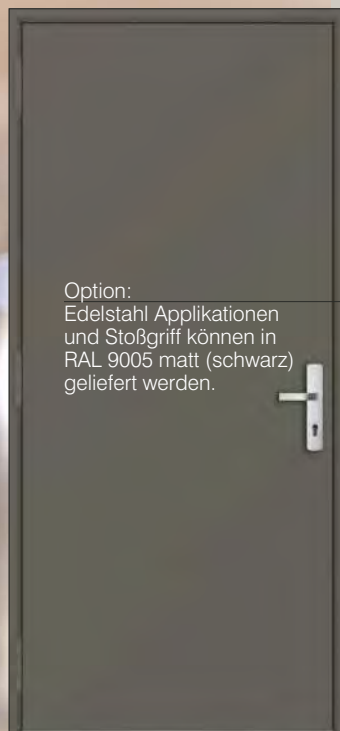 Option:
Edelstahl Applikationen
und Stoßgriff können in
RAL 9005 matt (schwarz)
geliefert werden.